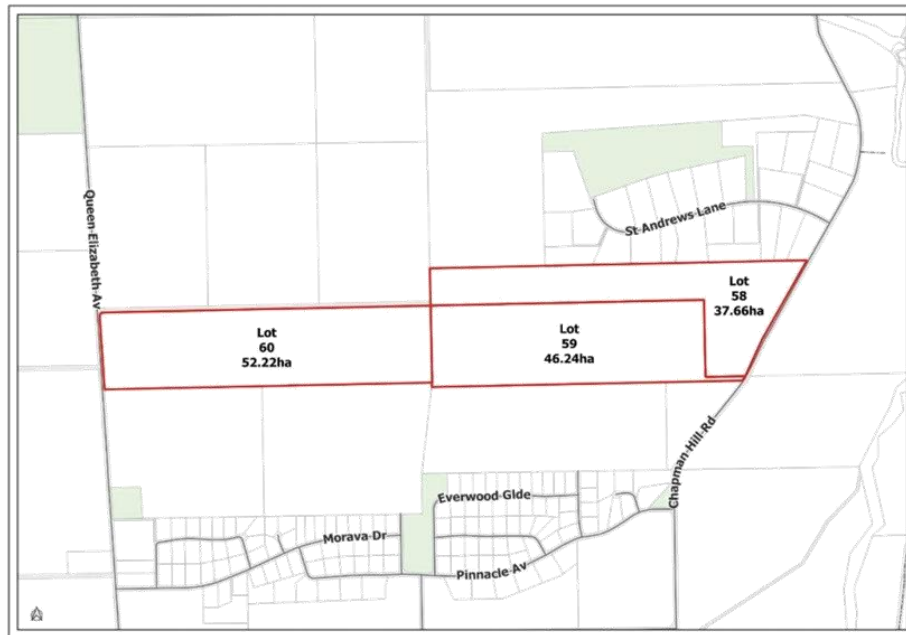 Queen Elizabeth Av
St Andrews Lane
Lot
58
37.66ha
Lot
60
52.22ha
Lot
59
46.24ha
Chapman Hill Rd
Everwood Glde
Morava Dr
Pinnacle Av